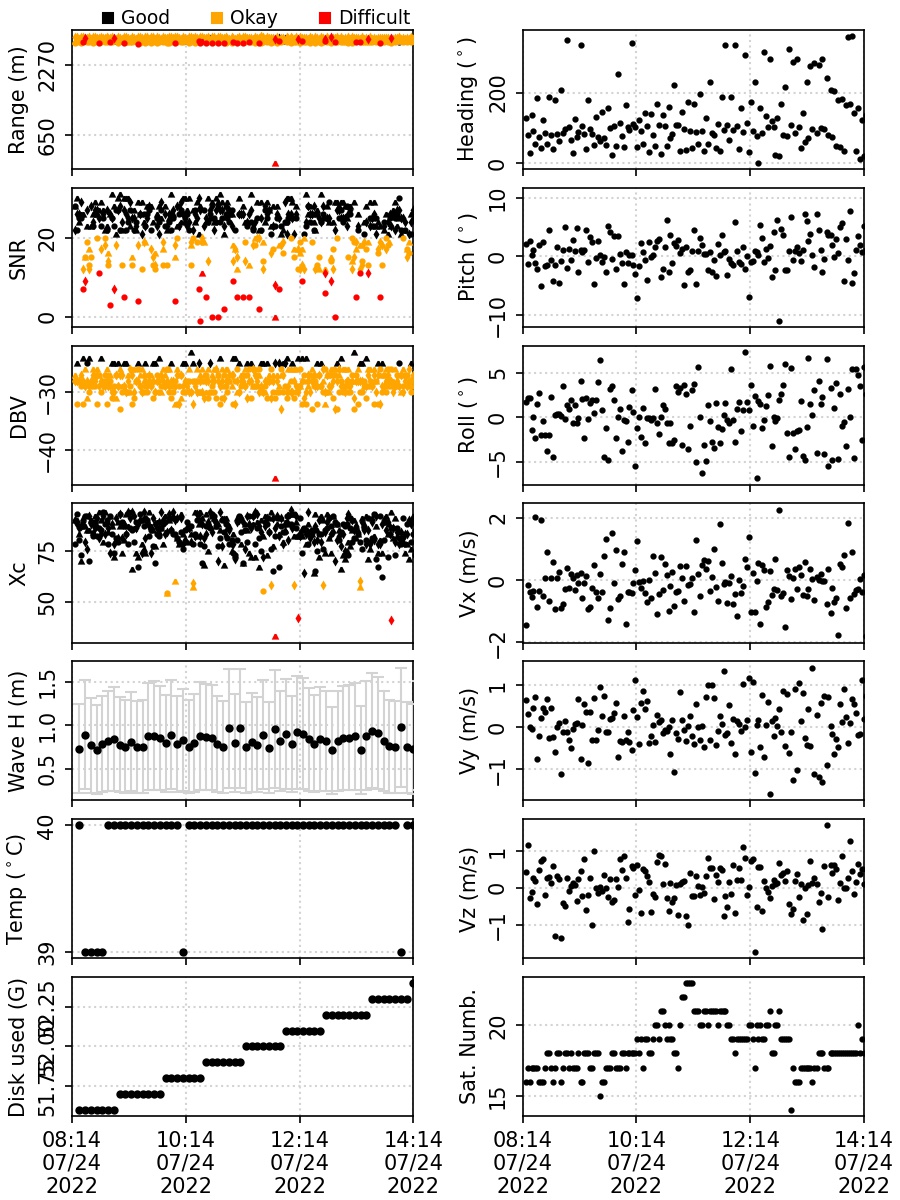 Good Okay Difficult
Range (m)
2270
650
Heading (°)
200
0
SNR
20
0
Pitch (°)
10
0
−10
DBV
−30
−40
Roll (°)
5
0
−5
Xc
75
50
Vx (m/s)
2
0
−2
Wave H (m)
1.5
1.0
0.5
Vy (m/s)
1
0
−1
Temp (°C)
40
39
Vz (m/s)
1
0
−1
Disk used (G)
52.25
52.00
51.75
Sat. Numb.
20
15
08:14 10:14 12:14 14:14 08:14 10:14 12:14 14:14
07/24 07/24 07/24 07/24 07/24 07/24 07/24 07/24
2022 2022 2022 2022 2022 2022 2022 2022